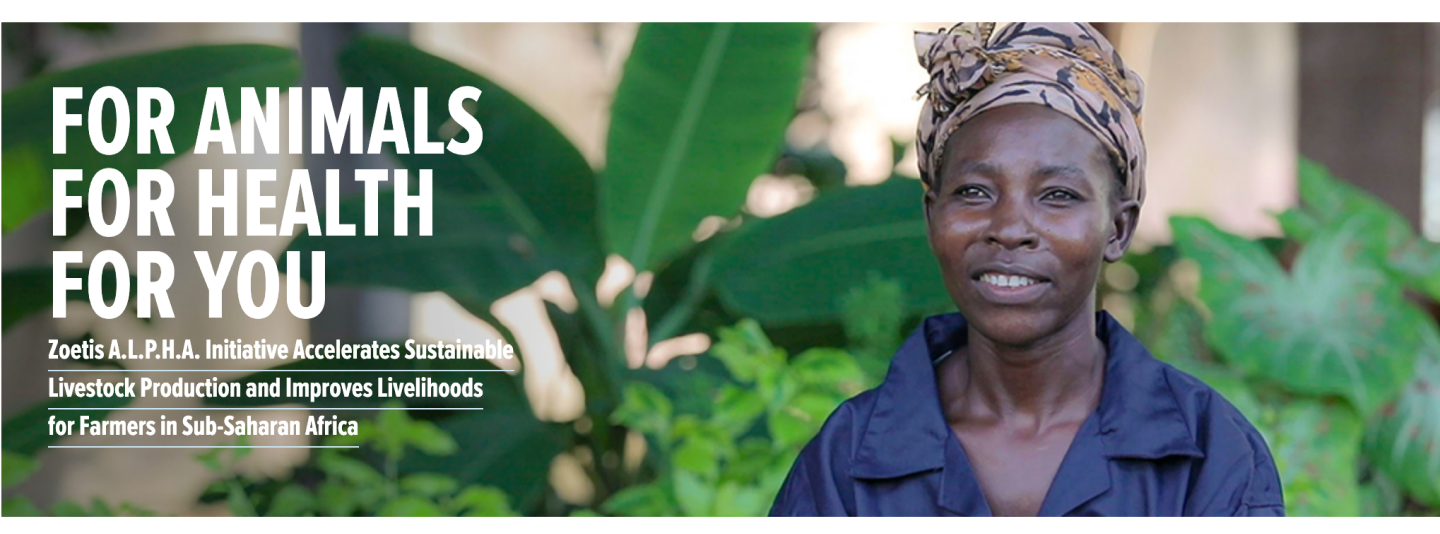 FOR ANIMALS
FOR HEALTH
FOR YOU
Zoetis A.L.P.H.A. Initiative Accelerates Sustainable
Livestock Production and Improves Livelihoods
for Farmers in Sub-Saharan Africa